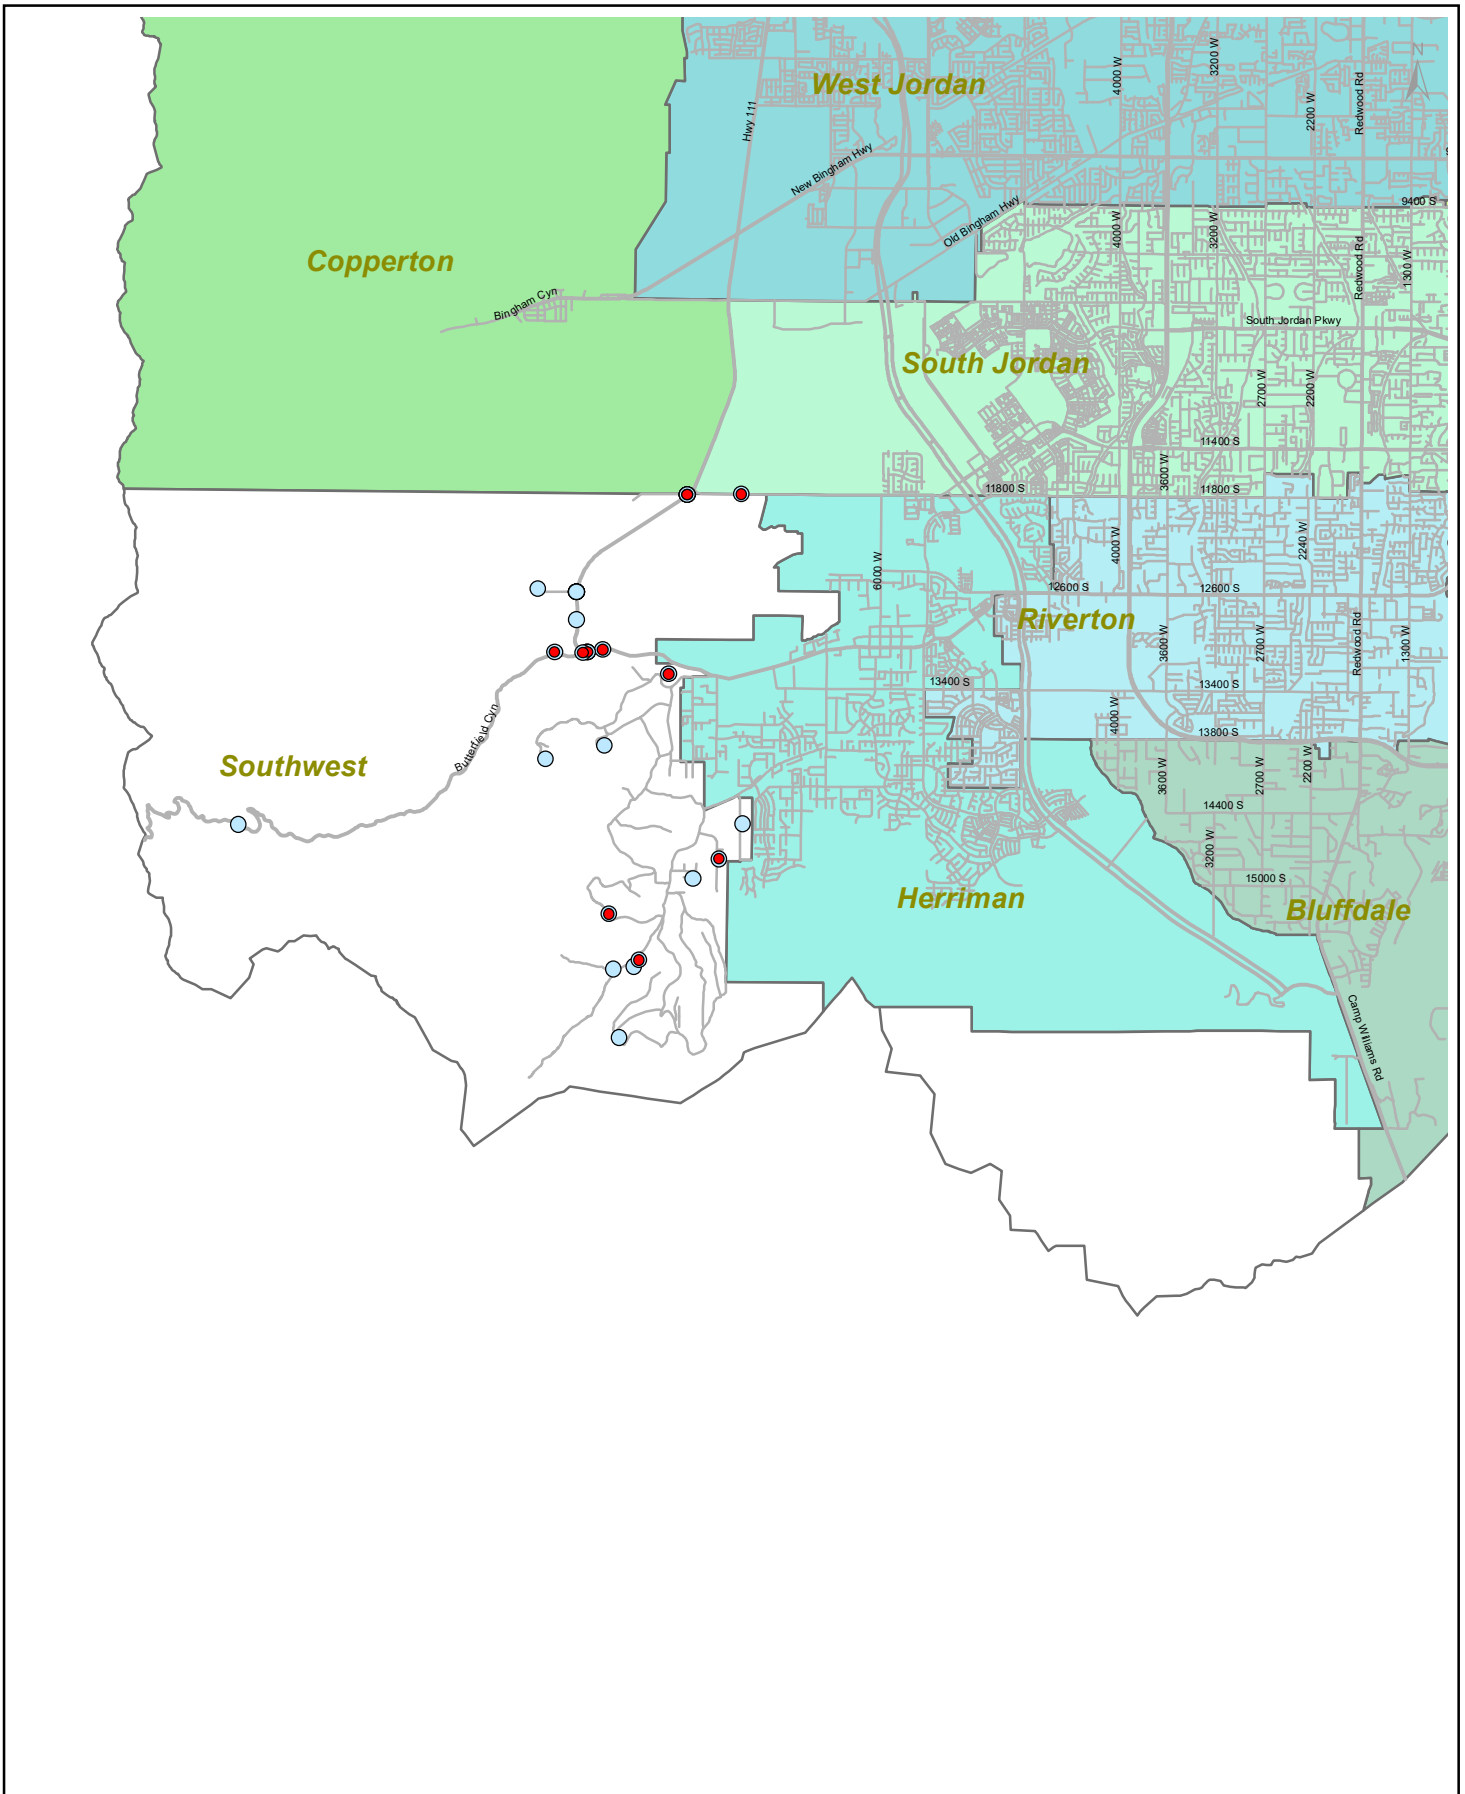 West Jordan
4000 W
3200 W
2200 W
Redwood Rd
N
Hwy 111
New Bingham Hwy
Old Bingham Hwy
9400 S
4000 W
3200 W
Redwood Rd
1300 W
Copperton
Bingham Cyn
South Jordan Pkwy
South Jordan
2700 W
2200 W
11400 S
3600 W
11800 S
11800 S
6000 W
4000 W
2240 W
12600 S
12600 S
Riverton
3600 W
2700 W
Redwood Rd
1300 W
13400 S
13400 S
4000 W
13800 S
Butterfield Cyn
Southwest
3600 W
2700 W
2200 W
14400 S
3200 W
15000 S
Herriman
Bluffdale
Camp Williams Rd